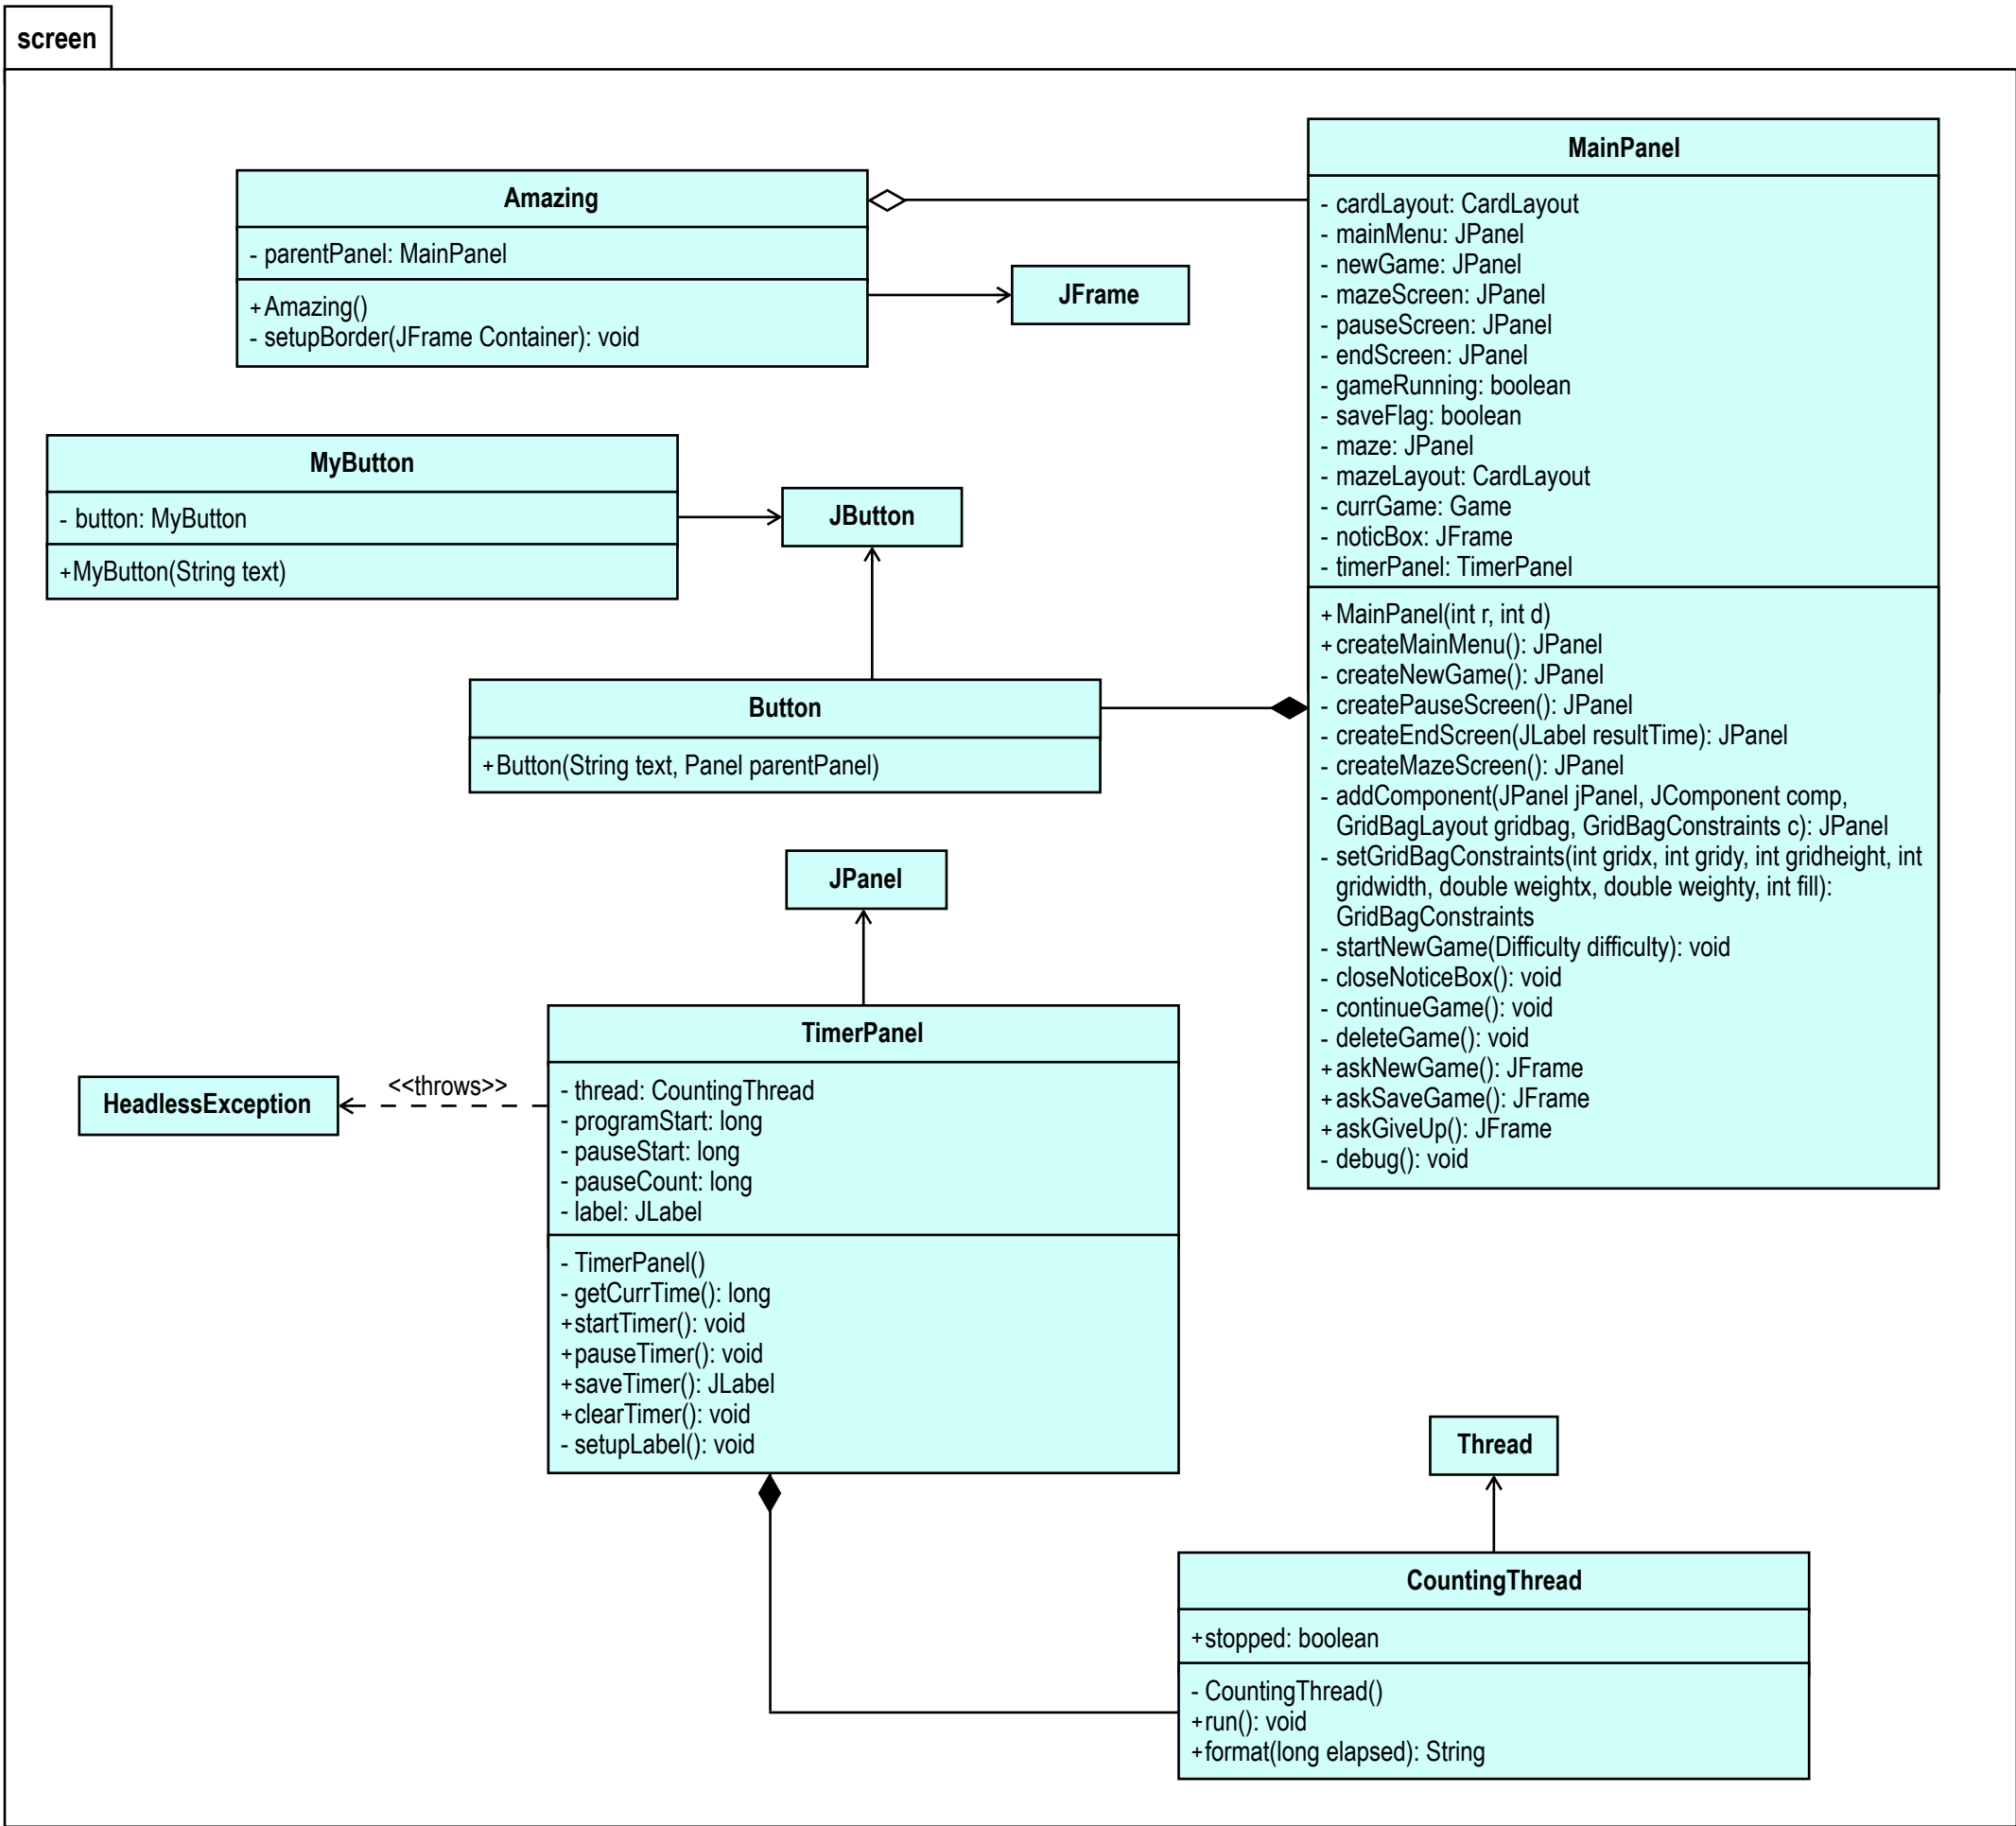 screen
Amazing
- parentPanel: MainPanel
+ Amazing()
- setupBorder(JFrame Container): void
JFrame
MainPanel
- cardLayout: CardLayout
- mainMenu: JPanel
- newGame: JPanel
- mazeScreen: JPanel
- pauseScreen: JPanel
- endScreen: JPanel
- gameRunning: boolean
- saveFlag: boolean
- maze: JPanel
- mazeLayout: CardLayout
- currGame: Game
- noticBox: JFrame
- timerPanel: TimerPanel
+ MainPanel(int r, int d)
+ createMainMenu(): JPanel
- createNewGame(): JPanel
- createPauseScreen(): JPanel
- createEndScreen(JLabel resultTime): JPanel
- createMazeScreen(): JPanel
- addComponent(JPanel jPanel, JComponent comp,
GridBagLayout gridbag, GridBagConstraints c): JPanel
- setGridBagConstraints(int gridx, int gridy, int gridheight, int
gridwidth, double weightx, double weighty, int fill):
GridBagConstraints
- startNewGame(Difficulty difficulty): void
- closeNoticeBox(): void
- continueGame(): void
- deleteGame(): void
+ askNewGame(): JFrame
+ askSaveGame(): JFrame
+ askGiveUp(): JFrame
- debug(): void
MyButton
- button: MyButton
+MyButton(String text)
JButton
Button
+Button(String text, Panel parentPanel)
JPanel
TimerPanel
- thread: CountingThread
- programStart: long
- pauseStart: long
- pauseCount: long
- label: JLabel
- TimerPanel()
- getCurrTime(): long
+startTimer(): void
+pauseTimer(): void
+saveTimer(): JLabel
+clearTimer(): void
- setupLabel(): void
<<throws>>
HeadlessException
Thread
CountingThread
+stopped: boolean
- CountingThread()
+run(): void
+format(long elapsed): String